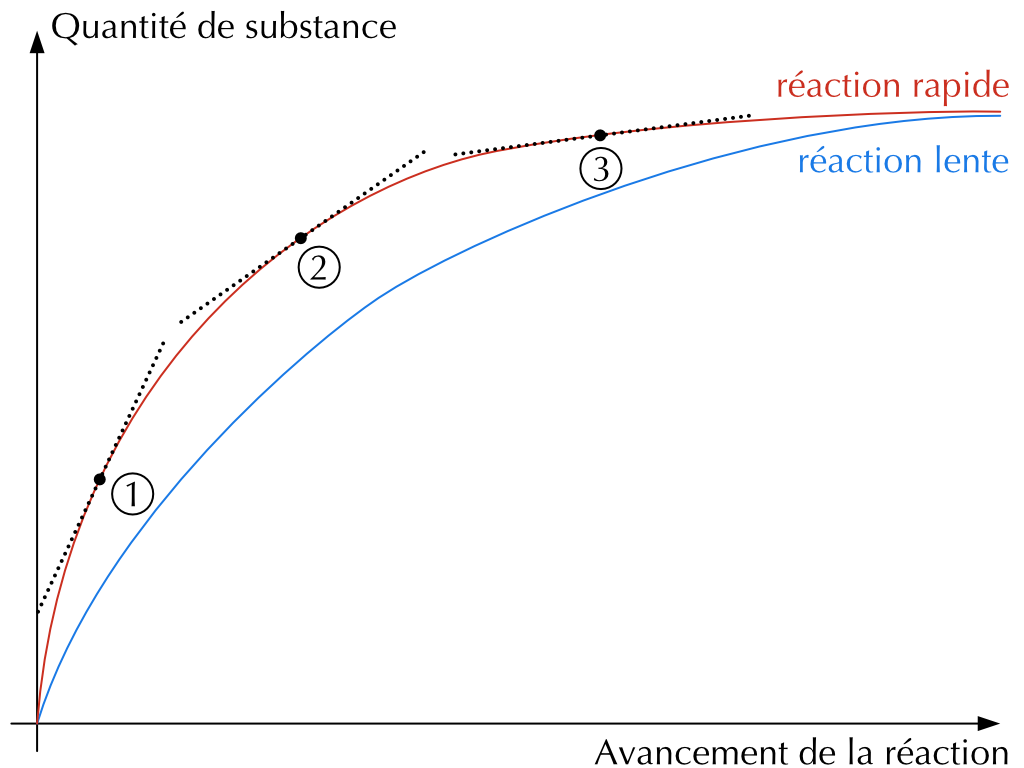 Quantité de substance
réaction rapide
réaction lente
3
2
1
Avancement de la réaction